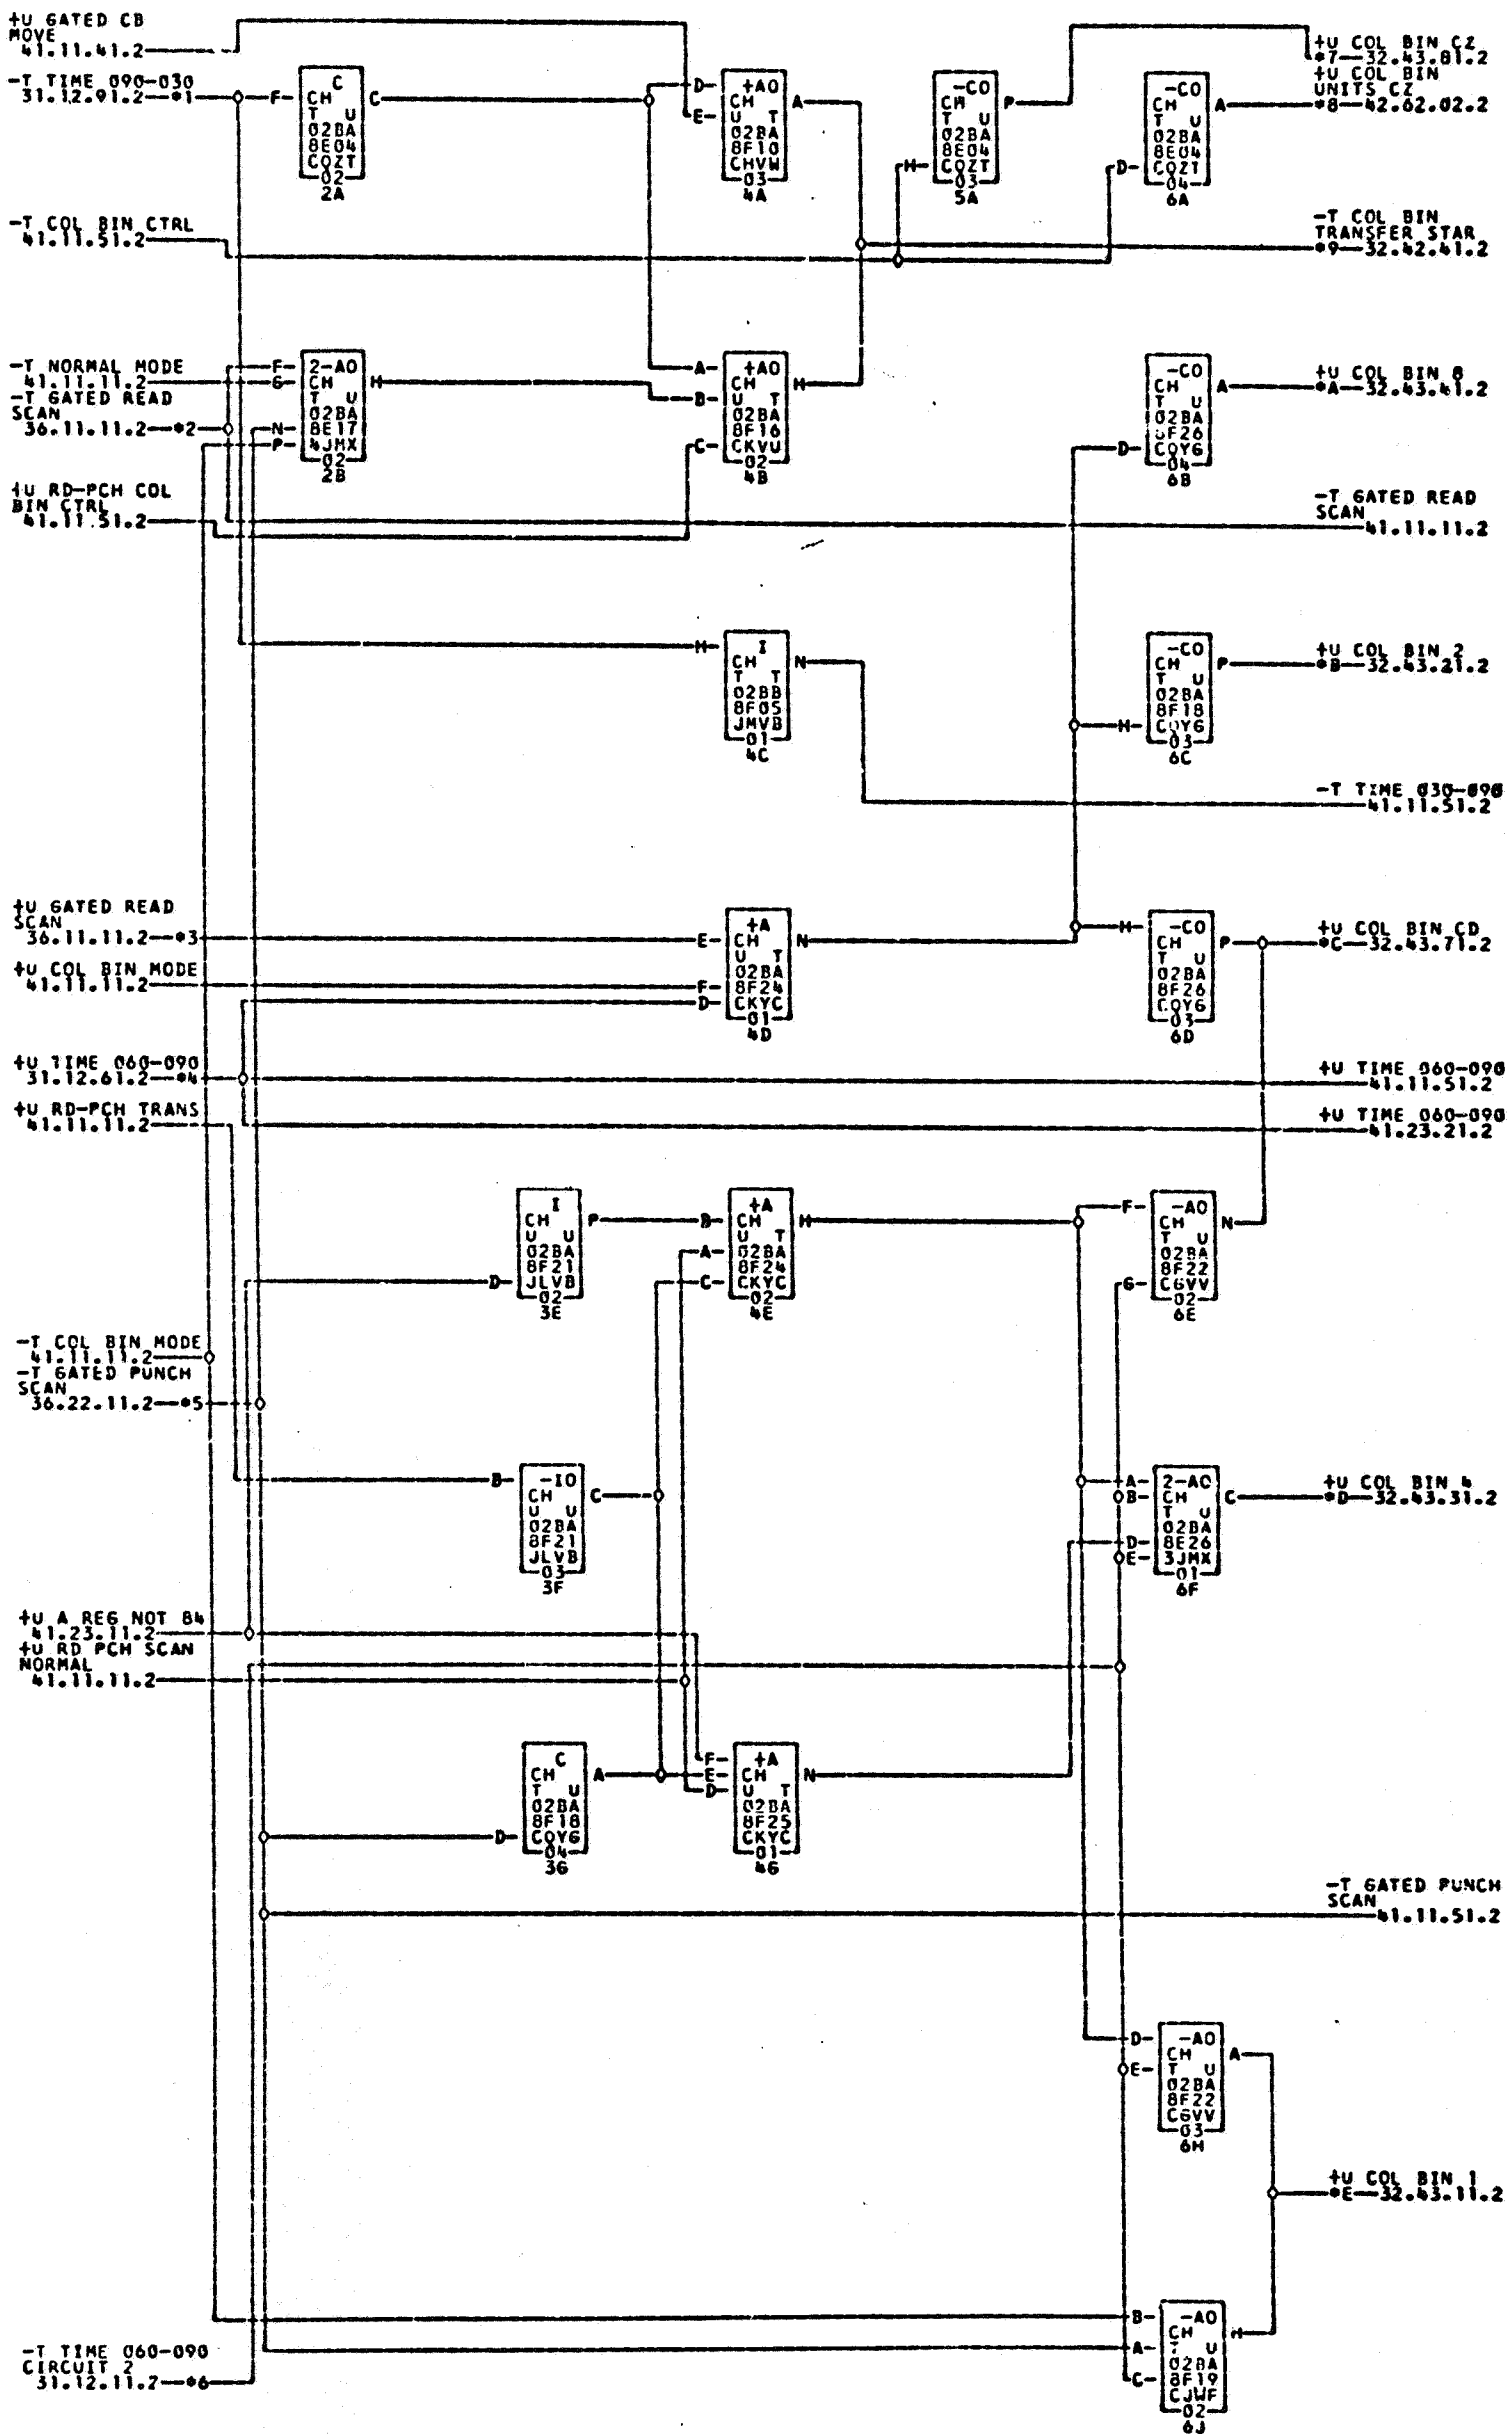 +U GATED CB
MOVE
41.11.41.2
-T TIME 090-030
31.12.91.2 *1
F C
CH
T U
02BA
8E04
CQZT
02
2A
C
D +AO
E CH A
U T
02BA
8F10
CHVW
03
4A
-CO
CH P
T U
02BA
8E04
H CQZT
03
5A
-CO
CH A
T U
02BA
8E04
D CQZT
04
6A
+U COL BIN CZ
*7 32.43.81.2
+U COL BIN
UNITS CZ
*8 42.62.02.2
-T COL BIN CTRL
41.11.51.2
-T COL BIN
TRANSFER STAR
*9 32.42.41.2
-T NORMAL MODE
41.11.11.2
-T GATED READ
SCAN
36.11.11.2 *2
F 2-AO
G CH H
T U
02BA
N 8E17
P 4JMX
02
2B
A +AO
CH H
B U T
02BA
8F16
C CKVU
02
4B
-CO
CH A
T U
02BA
8F26
D CQYG
04
6B
+U COL BIN 8
*A 32.43.41.2
+U RD-PCH COL
BIN CTRL
41.11.51.2
-T GATED READ
SCAN
41.11.11.2
H I
CH N
T T
02BB
8F05
JMVB
01
4C
-CO
CH P
T U
02BA
8F18
H CQYG
03
6C
+U COL BIN 2
*B 32.43.21.2
-T TIME 030-090
41.11.51.2
+U GATED READ
SCAN
36.11.11.2 *3
+U COL BIN MODE
41.11.11.2
+A
E CH N
U T
02BA
F 8F24
D CKYC
01
4D
H -CO
CH P
T U
02BA
8F26
CQYG
03
6D
+U COL BIN CD
*C 32.43.71.2
+U TIME 060-090
31.12.61.2 *4
+U TIME 060-090
41.11.51.2
+U RD-PCH TRANS
41.11.11.2
+U TIME 060-090
41.23.21.2
I
CH P
U U
02BA
8F21
D JLVB
02
3E
+A
B CH H
U T
A 02BA
8F24
C CKYC
02
4E
F -AO
CH N
T U
02BA
8F22
G CGVV
02
6E
-T COL BIN MODE
41.11.11.2
-T GATED PUNCH
SCAN
36.22.11.2 *5
B -IO
CH C
U U
02BA
8F21
JLVB
03
3F
A 2-AO
B CH C
T U
02BA
D 8E26
E 3JMX
01
6F
+U COL BIN 4
*D 32.43.31.2
+U A REG NOT 84
41.23.11.2
+U RD PCH SCAN
NORMAL
41.11.11.2
C
CH A
T U
02BA
8F18
D CQYG
04
3G
F +A
E CH N
D U T
02BA
8F25
CKYC
01
4G
-T GATED PUNCH
SCAN
41.11.51.2
D -AO
CH A
E T U
02BA
8F22
CGVV
03
6H
+U COL BIN 1
*E 32.43.11.2
B -AO
CH H
A T U
02BA
8F19
C CJWF
02
6J
-T TIME 060-090
CIRCUIT 2
31.12.11.2 *6